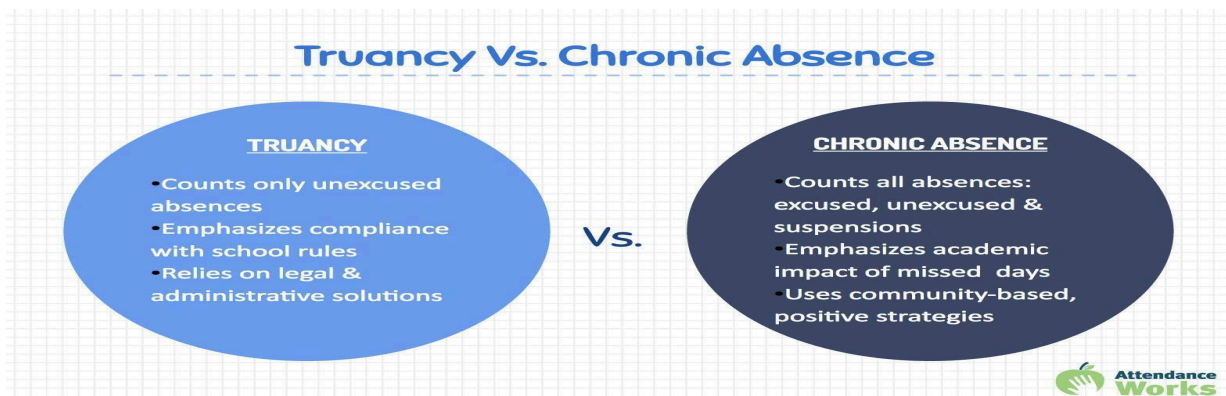 Truancy Vs. Chronic Absence
TRUANCY
•Counts only unexcused
absences
•Emphasizes compliance
with school rules
•Relies on legal &
administrative solutions
Vs.
CHRONIC ABSENCE
•Counts all absences:
excused, unexcused &
suspensions
•Emphasizes academic
impact of missed days
•Uses community-based,
positive strategies
Attendance
Works